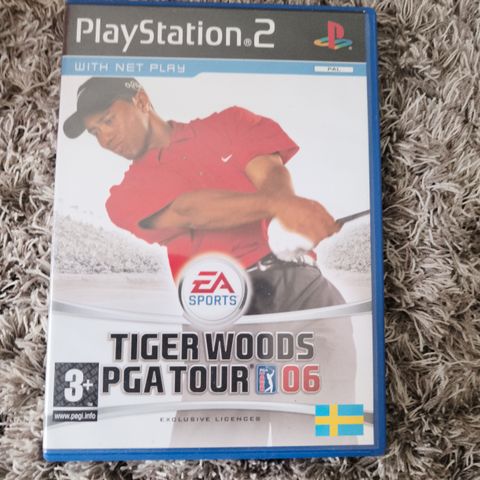 PlayStation®2
WITH NET PLAY
PAL
EA
SPORTS
TIGER WOODS
PGA TOUR 06
3+
www.pegi.info
EXCLUSIVE LICENCES